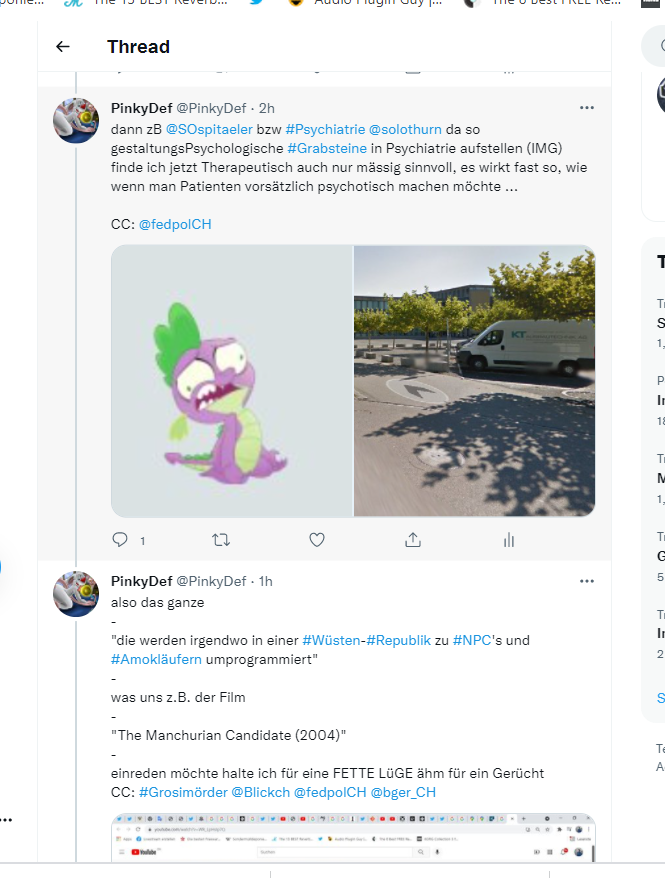 The 15 BEST Reverb...
Audio Plugin Guy |...
The 6 Best FREE Re...
Thread
PinkyDef @PinkyDef · 2h
dann zB @SOspitaeler bzw #Psychiatrie @solothurn da so
gestaltungsPsychologische #Grabsteine in Psychiatrie aufstellen (IMG)
finde ich jetzt Therapeutisch auch nur mässig sinnvoll, es wirkt fast so, wie
wenn man Patienten vorsätzlich psychotisch machen möchte ...
CC: @fedpolCH
KT
1
PinkyDef @PinkyDef · 1h
also das ganze
-
"die werden irgendwo in einer #Wüsten-#Republik zu #NPC's und
#Amokläufern umprogrammiert"
-
was uns z.B. der Film
-
"The Manchurian Candidate (2004)"
-
einreden möchte halte ich für eine FETTE LüGE ähm für ein Gerücht
CC: #Grosimörder @Blickch @fedpolCH @bger_CH
YouTube